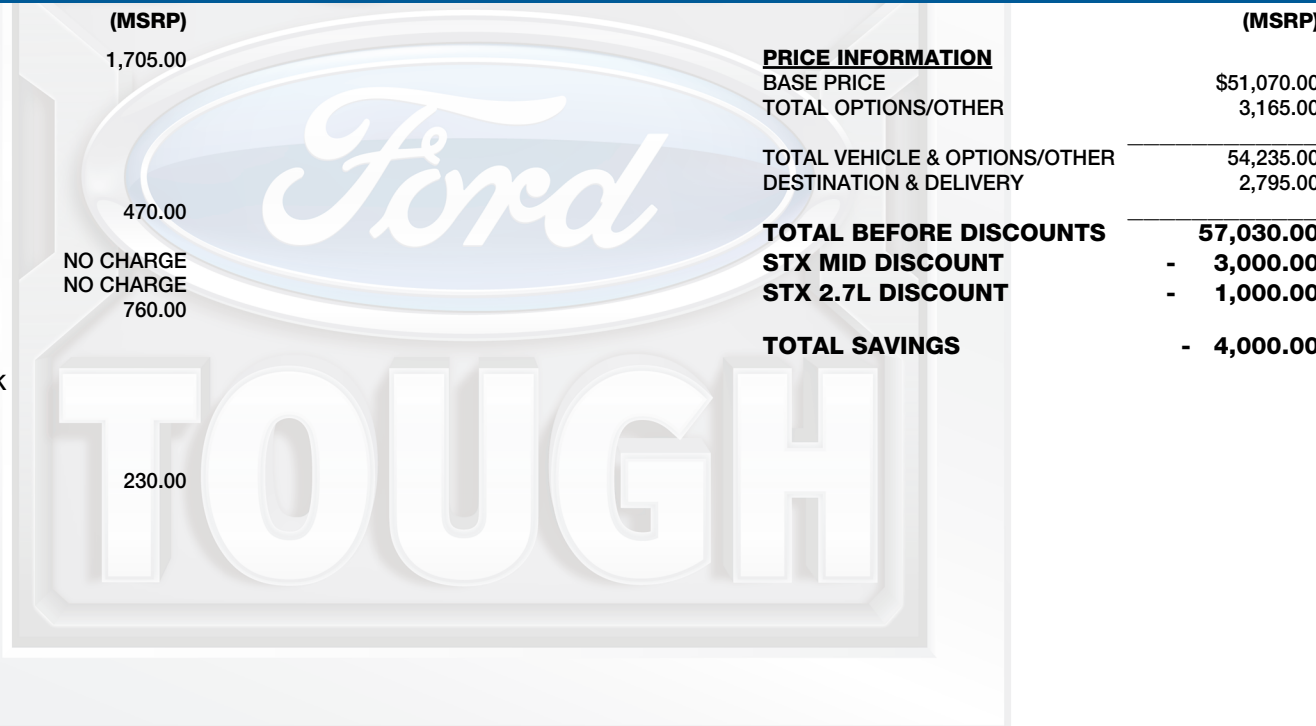 (MSRP)
1,705.00
470.00
NO CHARGE
NO CHARGE
760.00
K
230.00
Ford
TOUGH
(MSRP)
PRICE INFORMATION
BASE PRICE $51,070.00
TOTAL OPTIONS/OTHER 3,165.00
TOTAL VEHICLE & OPTIONS/OTHER 54,235.00
DESTINATION & DELIVERY 2,795.00
TOTAL BEFORE DISCOUNTS 57,030.00
STX MID DISCOUNT - 3,000.00
STX 2.7L DISCOUNT - 1,000.00
TOTAL SAVINGS - 4,000.00